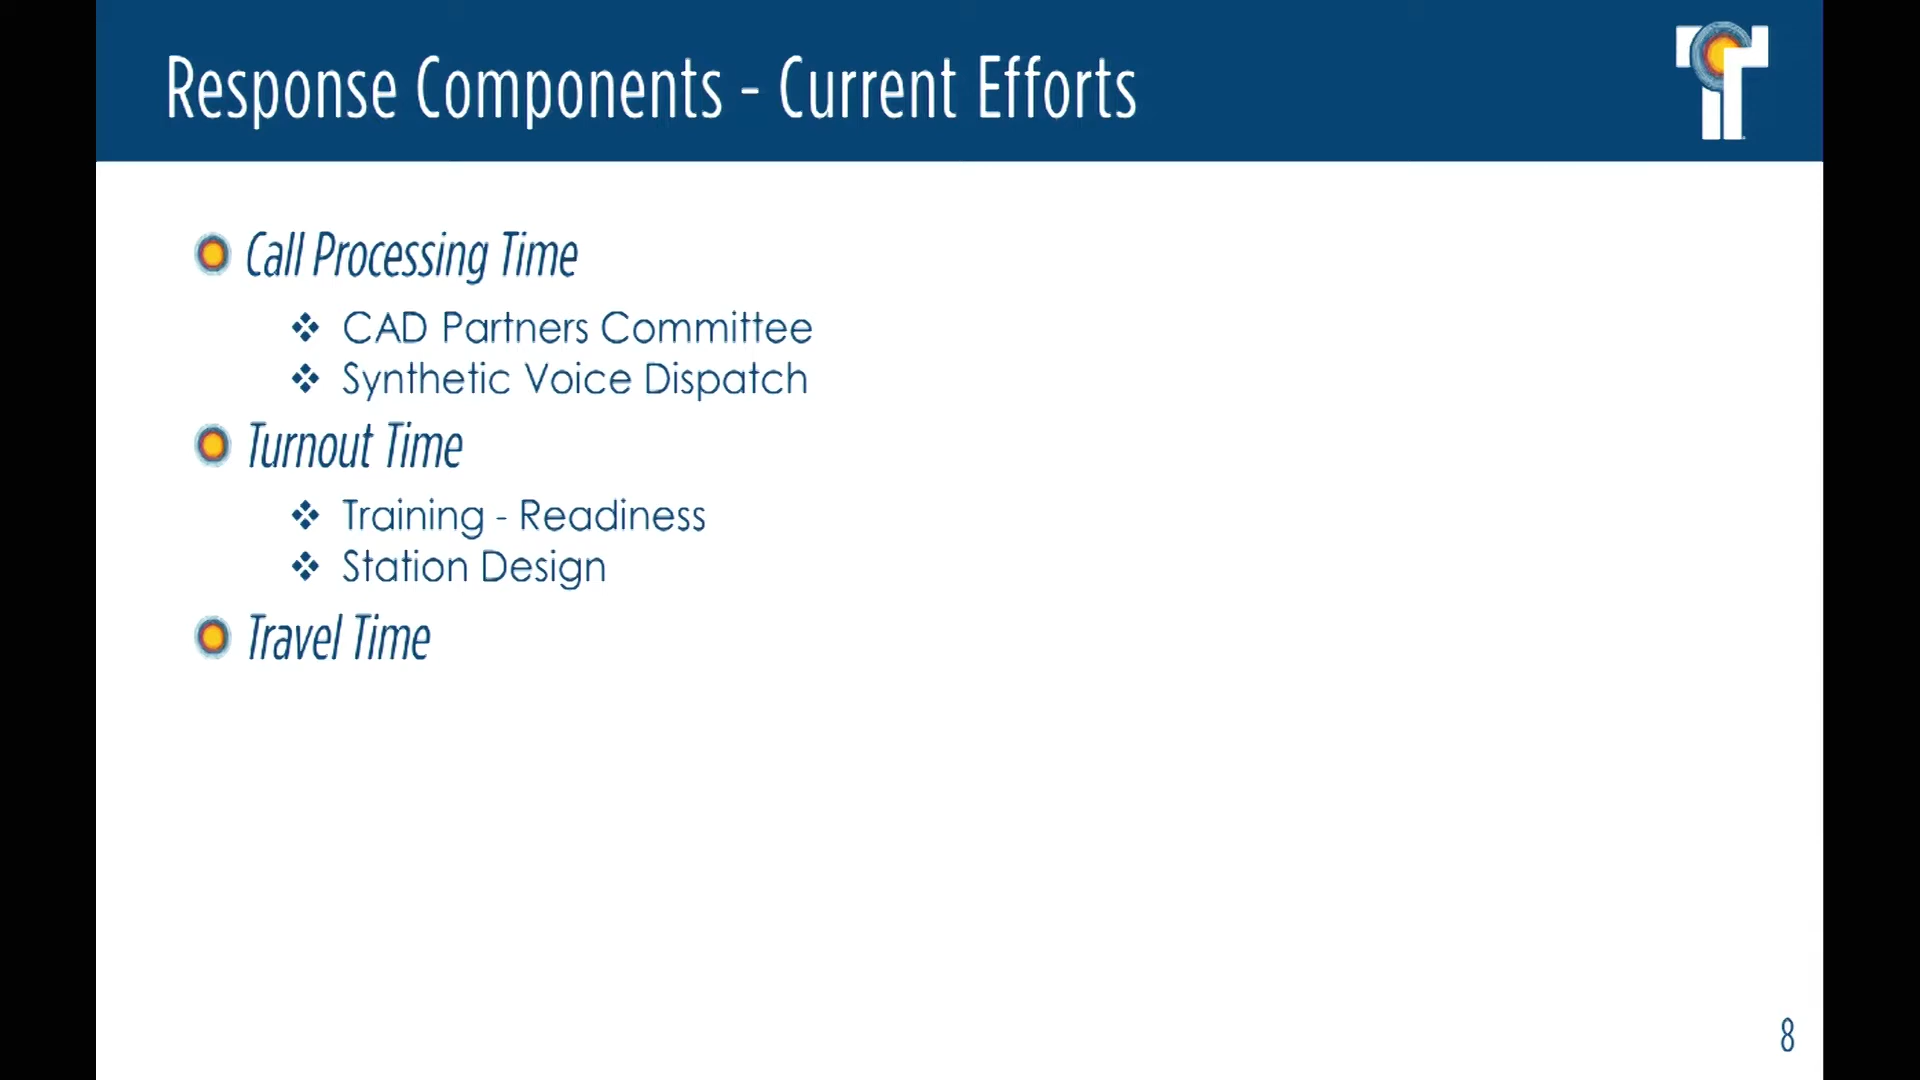 Response Components - Current Efforts
Call Processing Time
CAD Partners Committee
Synthetic Voice Dispatch
Turnout Time
Training - Readiness
Station Design
Travel Time
8